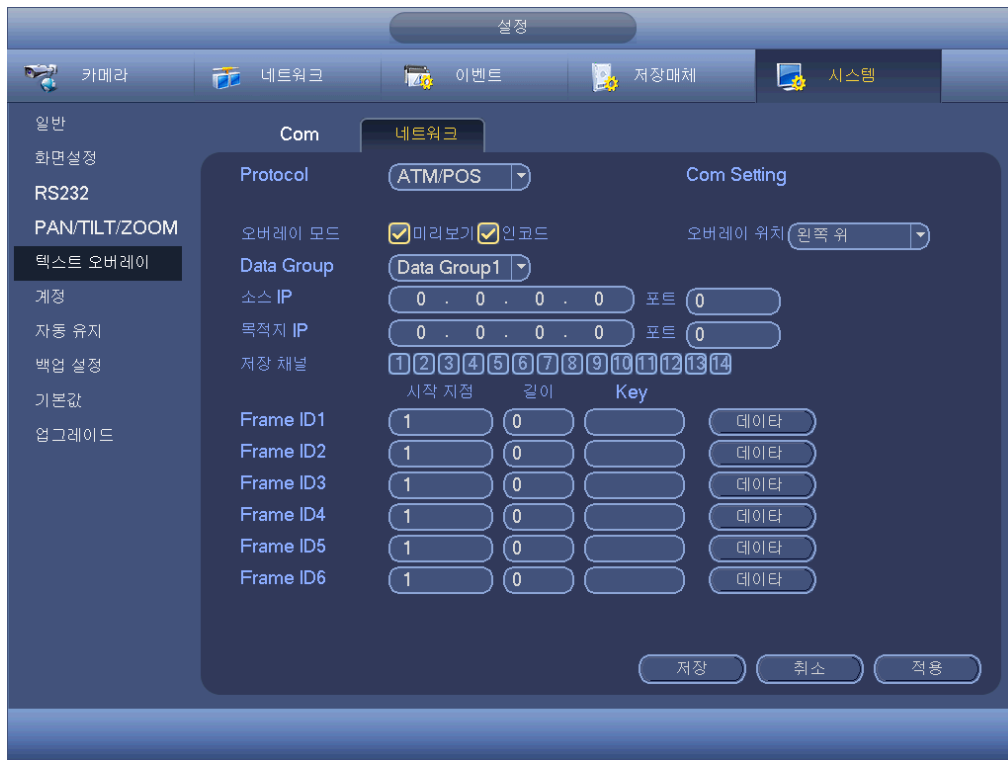 설정
카메라 네트워크 이벤트 저장매체 시스템
일반
화면설정
RS232
PAN/TILT/ZOOM
텍스트 오버레이
계정
자동 유지
백업 설정
기본값
업그레이드
Com 네트워크
Protocol ATM/POS Com Setting
오버레이 모드 미리보기 인코드 오버레이 위치 왼쪽 위
Data Group Data Group1
소스 IP 0 . 0 . 0 . 0 포트 0
목적지 IP 0 . 0 . 0 . 0 포트 0
저장 채널 1 2 3 4 5 6 7 8 9 10 11 12 13 14
시작 지점 길이 Key
Frame ID1 1 0 데이타
Frame ID2 1 0 데이타
Frame ID3 1 0 데이타
Frame ID4 1 0 데이타
Frame ID5 1 0 데이타
Frame ID6 1 0 데이타
저장 취소 적용